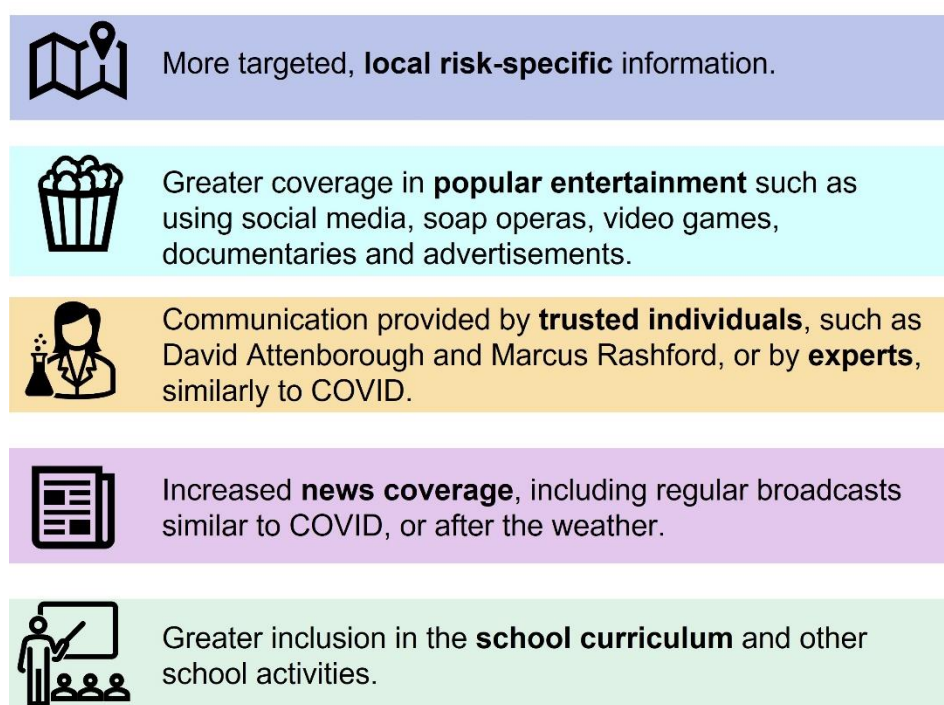 More targeted, local risk-specific information.
Greater coverage in popular entertainment such as
using social media, soap operas, video games,
documentaries and advertisements.
Communication provided by trusted individuals, such as
David Attenborough and Marcus Rashford, or by experts,
similarly to COVID.
Increased news coverage, including regular broadcasts
similar to COVID, or after the weather.
Greater inclusion in the school curriculum and other
school activities.